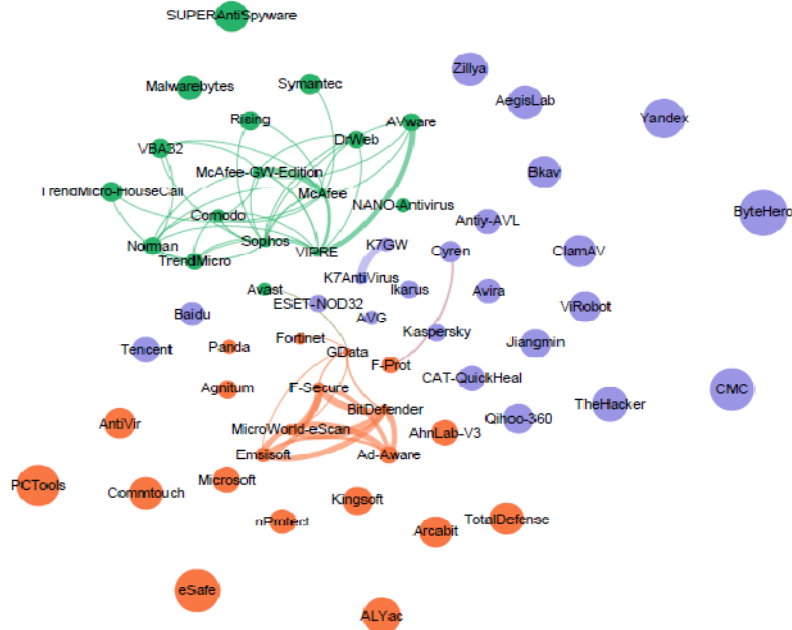 SUPERAntiSpyware
Zillya
Malwarebytes
Symantec
AegisLab
Yandex
Rising
AVware
DrWeb
VBA32
McAfee-GW-Edition
Bkav
TrendMicro-HouseCall
McAfee
NANO-Antivirus
ByteHero
Comodo
Antiy-AVL
Norman
Sophos
VIPRE
K7GW
Cyren
ClamAV
TrendMicro
K7AntiVirus
Ikarus
Avira
Avast
ESET-NOD32
ViRobot
Baidu
AVG
Kaspersky
Fortinet
Jiangmin
Tencent
Panda
GData
F-Prot
CAT-QuickHeal
Agnitum
F-Secure
CMC
BitDefender
TheHacker
AntiVir
MicroWorld-eScan
AhnLab-V3
Qihoo-360
Emsisoft
Ad-Aware
PCTools
Commtouch
Microsoft
Kingsoft
nProtect
Arcabit
TotalDefense
eSafe
ALYac